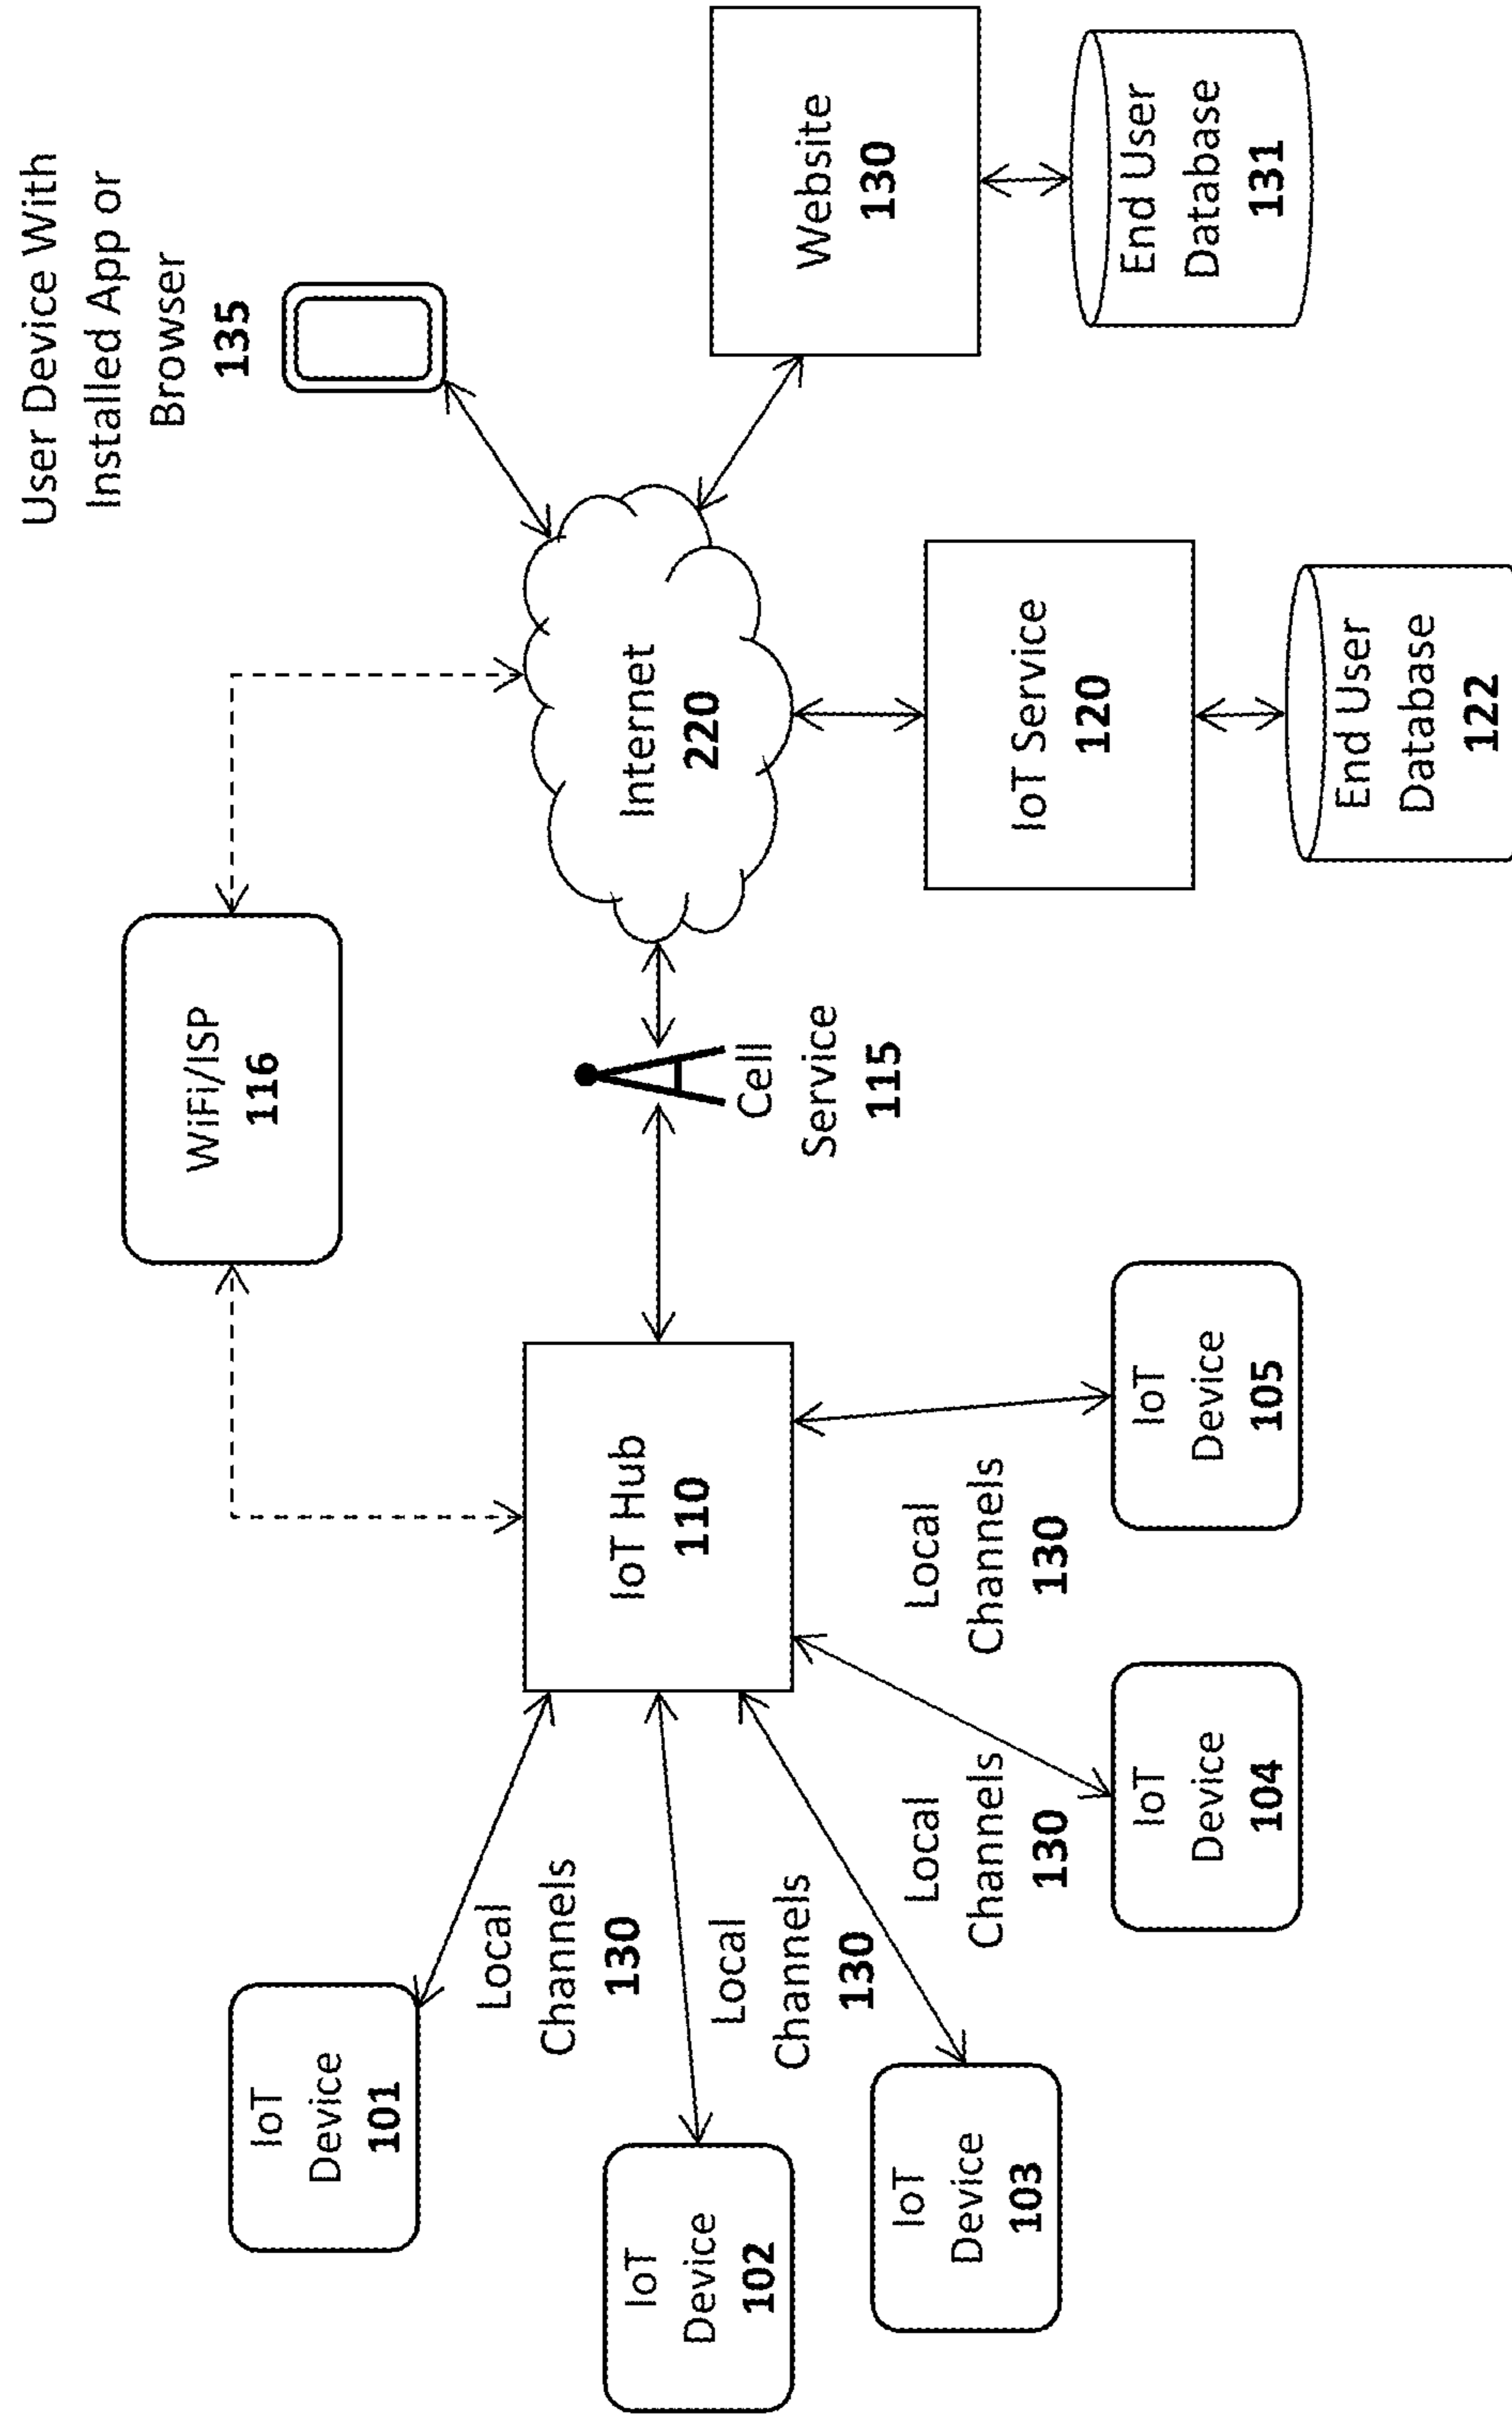 User Device With
Installed App or
Browser
135
WiFi/ISP
116
IoT
Device
101
Local
Channels
130
IoT Hub
110
Cell
Service
115
Internet
220
Website
130
End User
Database
131
IoT
Device
102
Local
Channels
130
IoT
Device
103
Local
Channels
130
IoT
Device
104
Local
Channels
130
IoT
Device
105
IoT Service
120
End User
Database
122